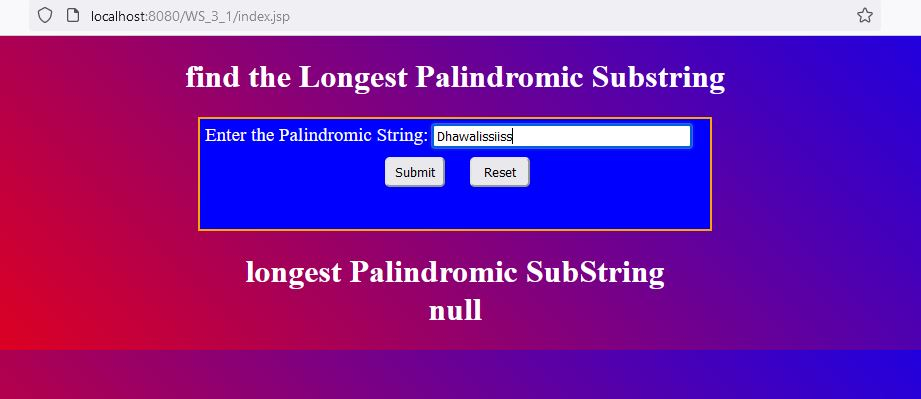 localhost:8080/WS_3_1/index.jsp
find the Longest Palindromic Substring
Enter the Palindromic String: Dhawalissiiss
Submit Reset
longest Palindromic SubString
null